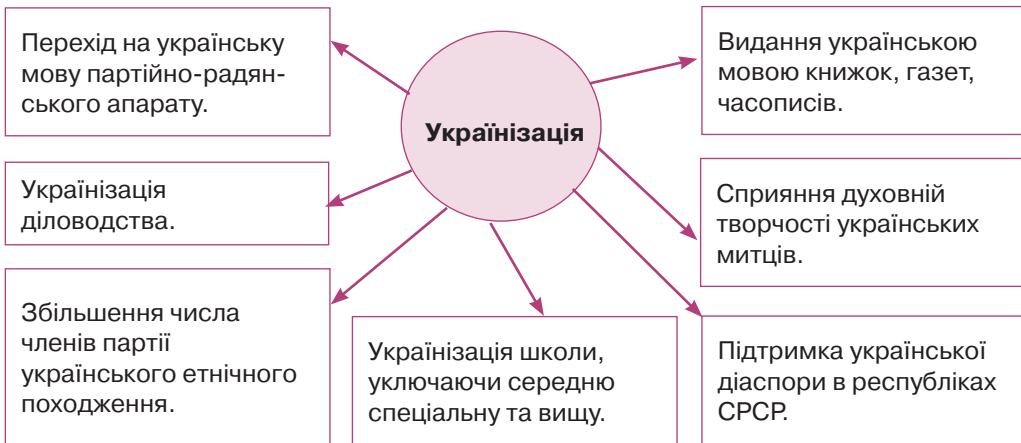 Перехід на українську
мову партійно-радян-
ського апарату.
Українізація
діловодства.
Збільшення числа
членів партії
українського етнічного
походження.
Українізація
Українізація школи,
уключаючи середню
спеціальну та вищу.
Видання українською
мовою книжок, газет,
часописів.
Сприяння духовній
творчості українських
митців.
Підтримка української
діаспори в республіках
СРСР.